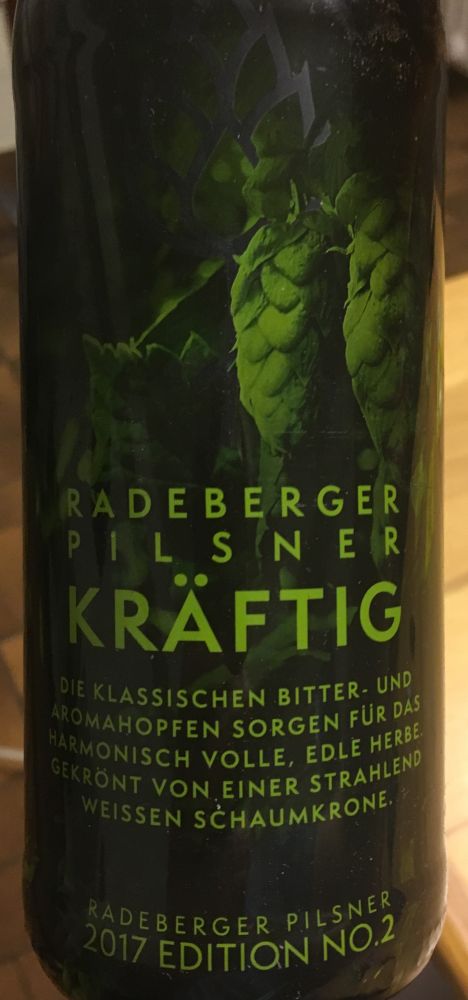 RADEBERGER
PILSNER
KRÄFTIG
DIE KLASSISCHEN BITTER- UND
AROMAHOPFEN SORGEN FÜR DAS
HARMONISCH VOLLE, EDLE HERBE.
GEKRÖNT VON EINER STRAHLEND
WEISSEN SCHAUMKRONE.
RADEBERGER PILSNER
2017 EDITION NO.2